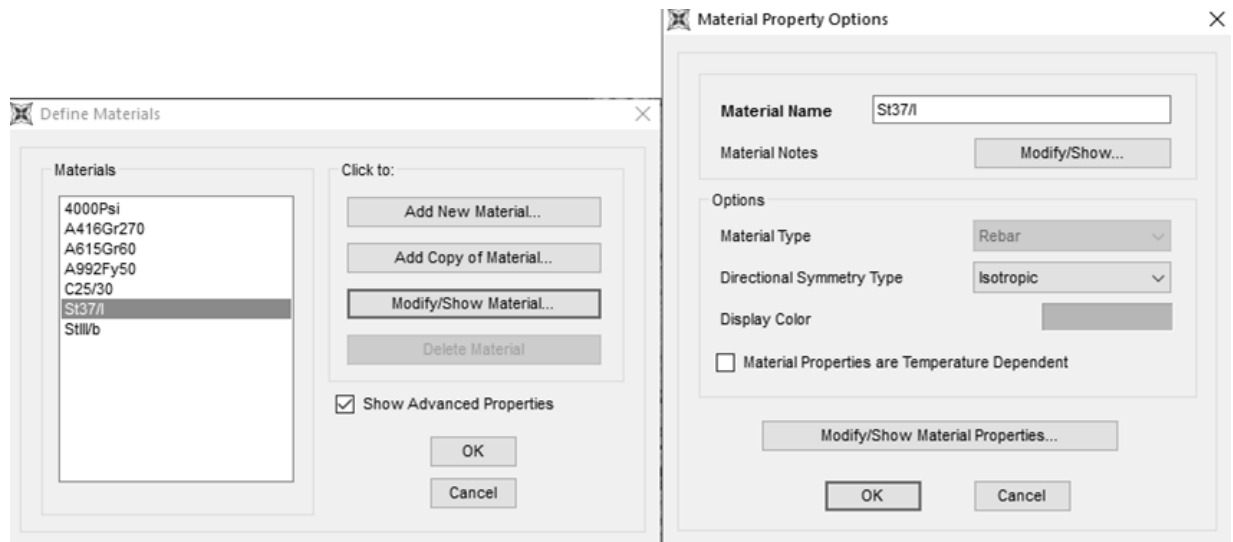 Define Materials
Materials
4000Psi
A416Gr270
A615Gr60
A992Fy50
C25/30
St37/I
StIII/b
Click to:
Add New Material...
Add Copy of Material...
Modify/Show Material...
Delete Material
Show Advanced Properties
OK
Cancel
Material Property Options
Material Name
St37/I
Material Notes
Modify/Show...
Options
Material Type
Rebar
Directional Symmetry Type
Isotropic
Display Color
Material Properties are Temperature Dependent
Modify/Show Material Properties...
OK
Cancel